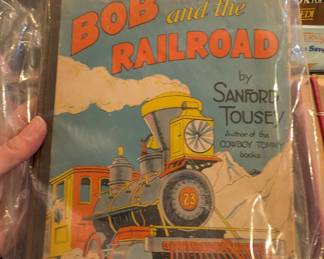 BOB and the
RAILROAD
by
SANFORD
TOUSEY
Author of the
COWBOY TOMMY
books
23